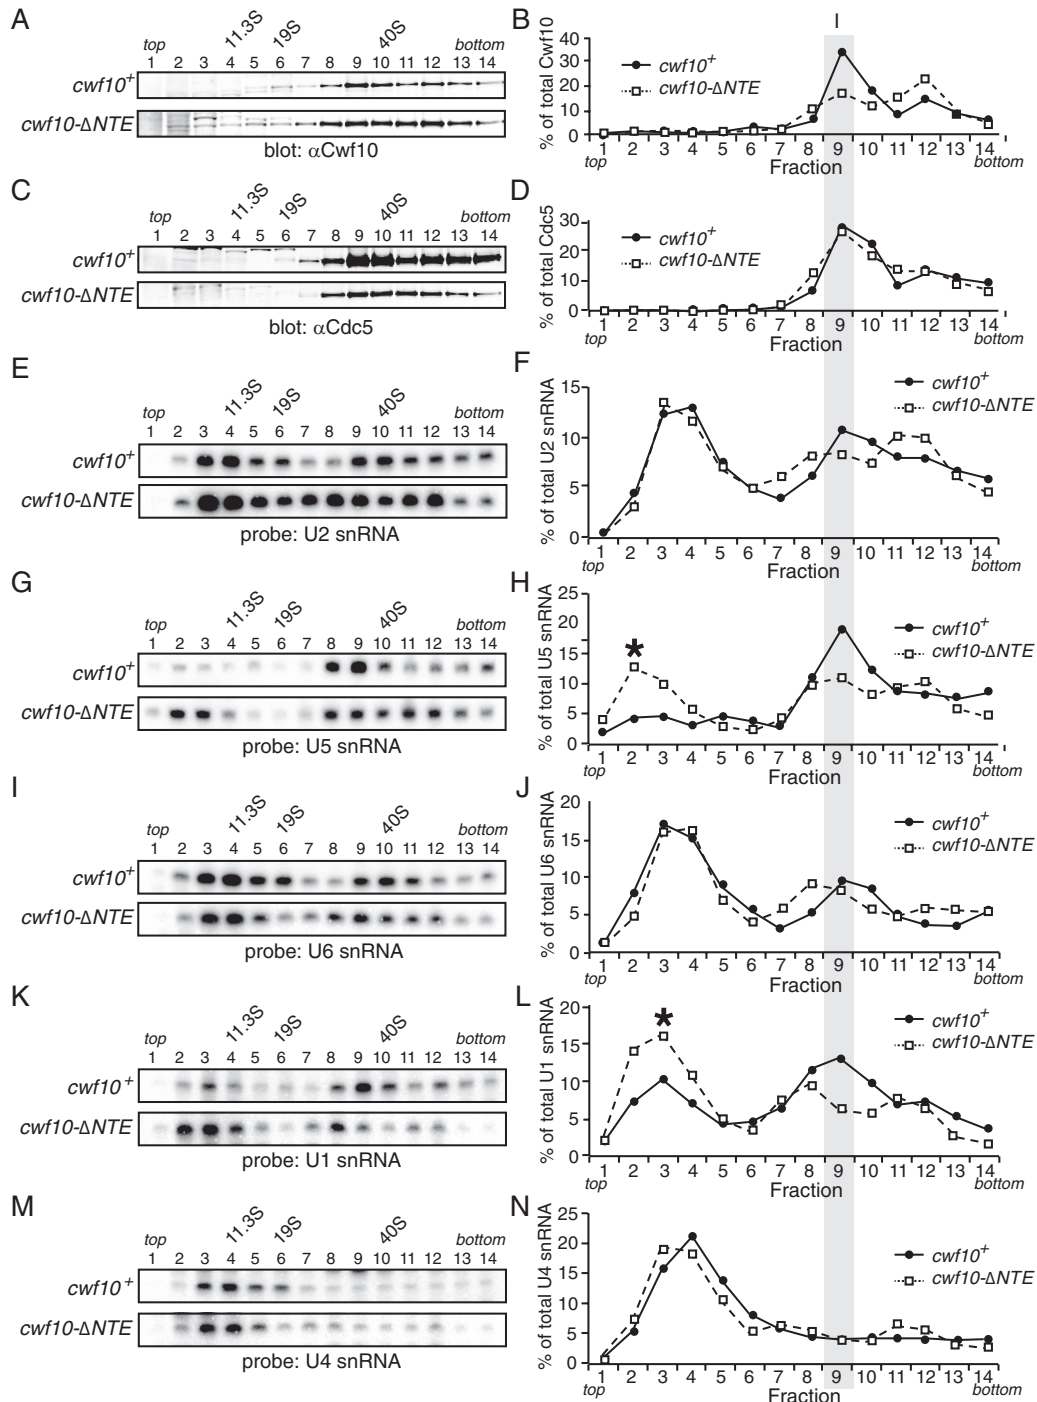 A
top 11.3S 19S 40S bottom
1 2 3 4 5 6 7 8 9 10 11 12 13 14
cwf10+
cwf10-ΔNTE
blot: αCwf10
B
I
% of total Cwf10
40
30
20
10
0
cwf10+
cwf10-ΔNTE
1 2 3 4 5 6 7 8 9 10 11 12 13 14
top Fraction bottom
C
top 11.3S 19S 40S bottom
1 2 3 4 5 6 7 8 9 10 11 12 13 14
cwf10+
cwf10-ΔNTE
blot: αCdc5
D
% of total Cdc5
30
20
10
0
cwf10+
cwf10-ΔNTE
1 2 3 4 5 6 7 8 9 10 11 12 13 14
top Fraction bottom
E
top 11.3S 19S 40S bottom
1 2 3 4 5 6 7 8 9 10 11 12 13 14
cwf10+
cwf10-ΔNTE
probe: U2 snRNA
F
% of total U2 snRNA
15
10
5
0
cwf10+
cwf10-ΔNTE
1 2 3 4 5 6 7 8 9 10 11 12 13 14
top Fraction bottom
G
top 11.3S 19S 40S bottom
1 2 3 4 5 6 7 8 9 10 11 12 13 14
cwf10+
cwf10-ΔNTE
probe: U5 snRNA
H
% of total U5 snRNA
25
20
15
10
5
0
*
cwf10+
cwf10-ΔNTE
1 2 3 4 5 6 7 8 9 10 11 12 13 14
top Fraction bottom
I
top 11.3S 19S 40S bottom
1 2 3 4 5 6 7 8 9 10 11 12 13 14
cwf10+
cwf10-ΔNTE
probe: U6 snRNA
J
% of total U6 snRNA
20
15
10
5
0
cwf10+
cwf10-ΔNTE
1 2 3 4 5 6 7 8 9 10 11 12 13 14
top Fraction bottom
K
top 11.3S 19S 40S bottom
1 2 3 4 5 6 7 8 9 10 11 12 13 14
cwf10+
cwf10-ΔNTE
probe: U1 snRNA
L
% of total U1 snRNA
20
15
10
5
0
*
cwf10+
cwf10-ΔNTE
1 2 3 4 5 6 7 8 9 10 11 12 13 14
top Fraction bottom
M
top 11.3S 19S 40S bottom
1 2 3 4 5 6 7 8 9 10 11 12 13 14
cwf10+
cwf10-ΔNTE
probe: U4 snRNA
N
% of total U4 snRNA
25
20
15
10
5
0
cwf10+
cwf10-ΔNTE
1 2 3 4 5 6 7 8 9 10 11 12 13 14
top Fraction bottom